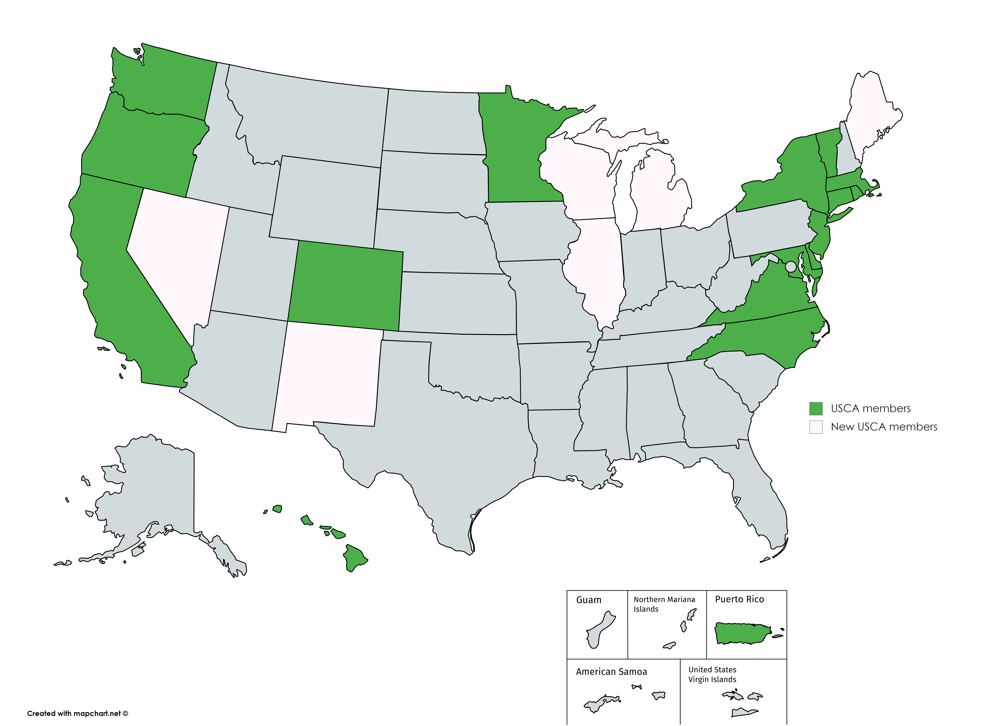 USCA members
New USCA members
Guam
Northern Mariana
Islands
Puerto Rico
American Samoa
United States
Virgin Islands
Created with mapchart.net ©